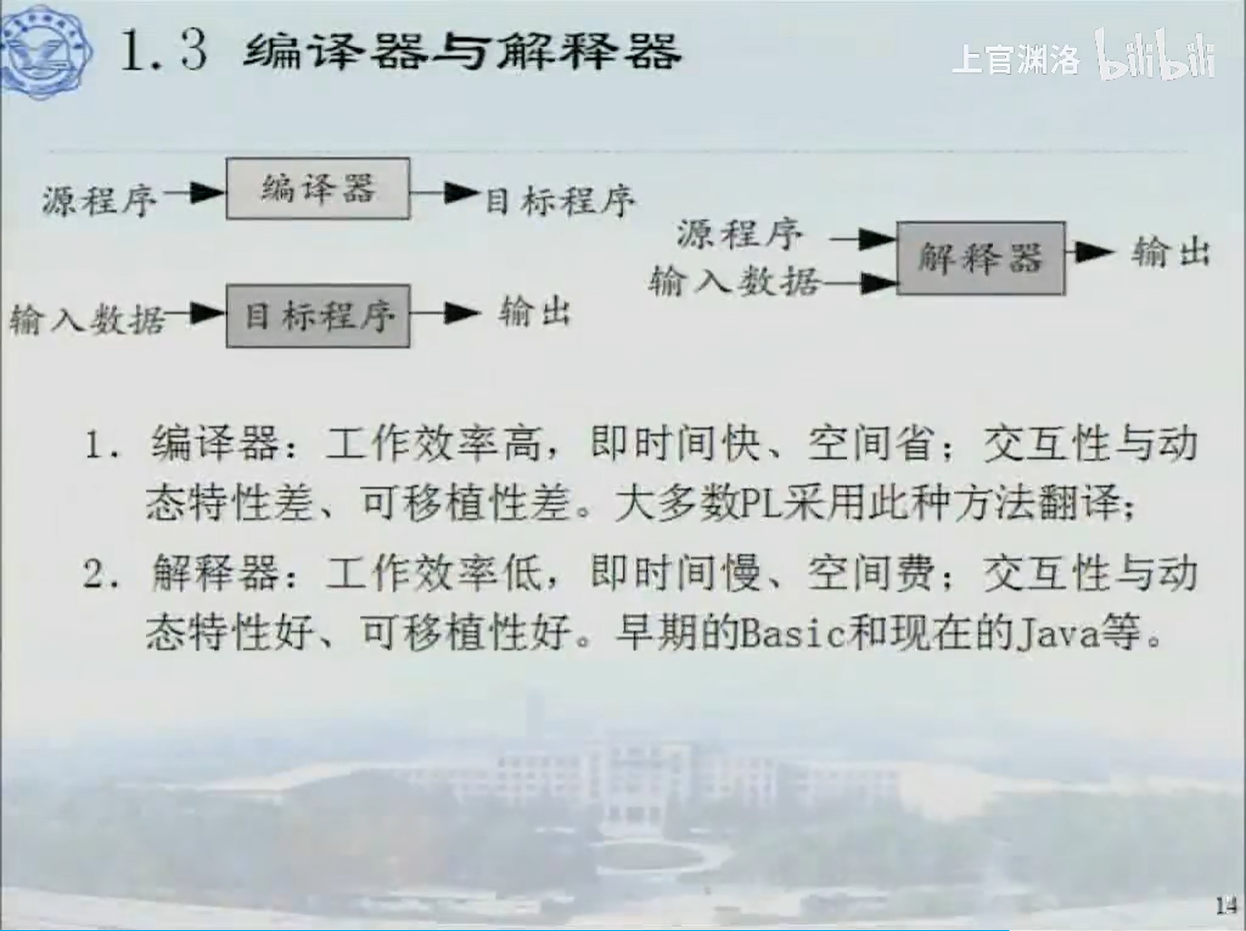 1.3 编译器与解释器
上官渊洛 bilibili
源程序 编译器 目标程序
输入数据 目标程序 输出
源程序
输入数据
解释器 输出
1. 编译器：工作效率高，即时间快、空间省；交互性与动
态特性差、可移植性差。大多数PL采用此种方法翻译；
2. 解释器：工作效率低，即时间慢、空间费；交互性与动
态特性好、可移植性好。早期的Basic和现在的Java等。
14